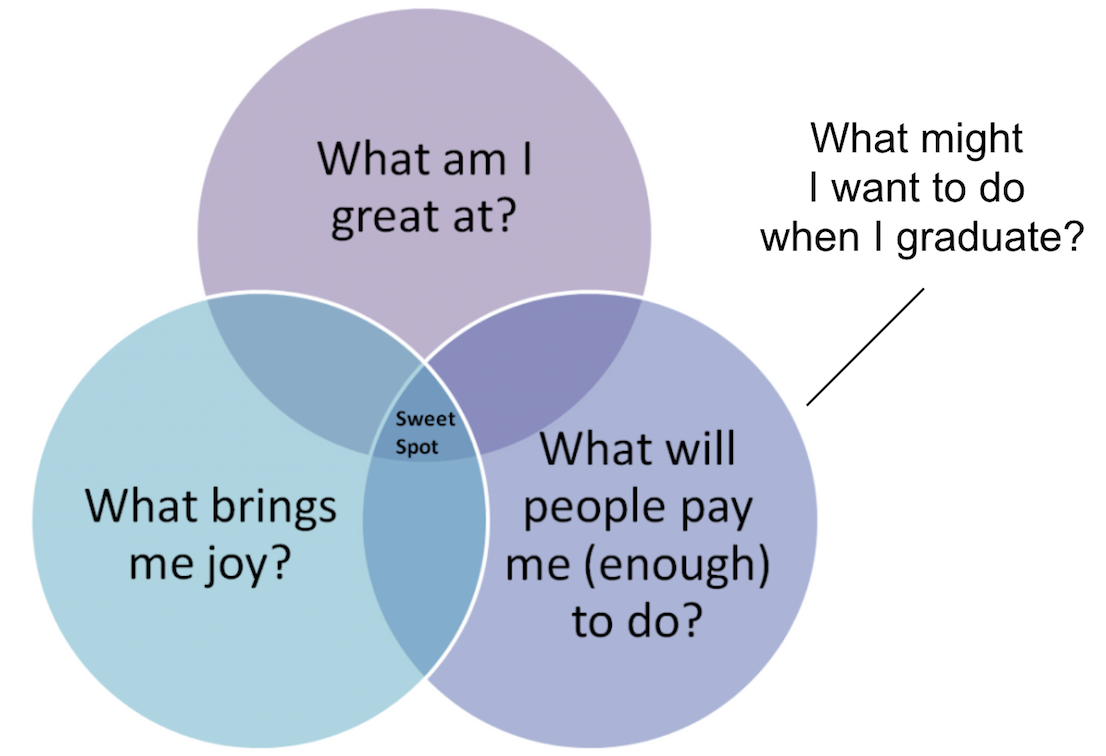 What am I
great at?
What might
I want to do
when I graduate?
Sweet
Spot
What brings
me joy?
What will
people pay
me (enough)
to do?